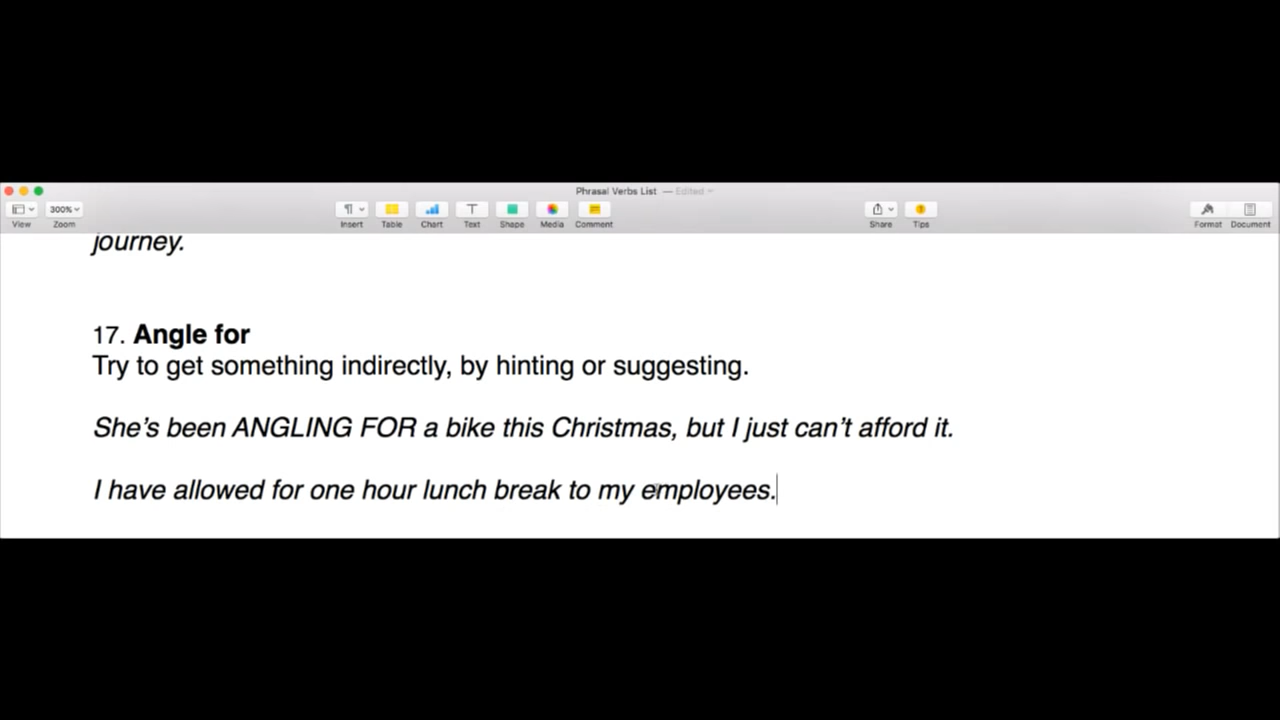 Phrasal Verbs List — Edited
300%
View Zoom Insert Table Chart Text Shape Media Comment Share Tips Format Document
journey.
17. Angle for
Try to get something indirectly, by hinting or suggesting.
She's been ANGLING FOR a bike this Christmas, but I just can't afford it.
I have allowed for one hour lunch break to my employees.